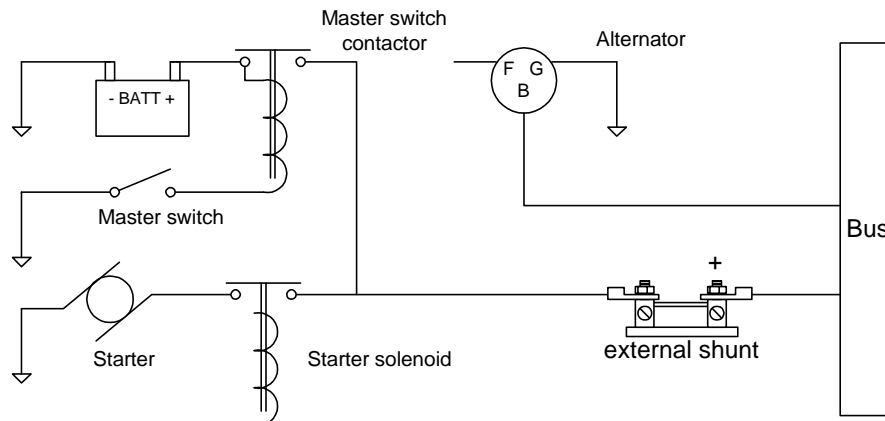 Master switch
contactor
Alternator
F G
B
- BATT +
Master switch
Bus
+
Starter
Starter solenoid
external shunt